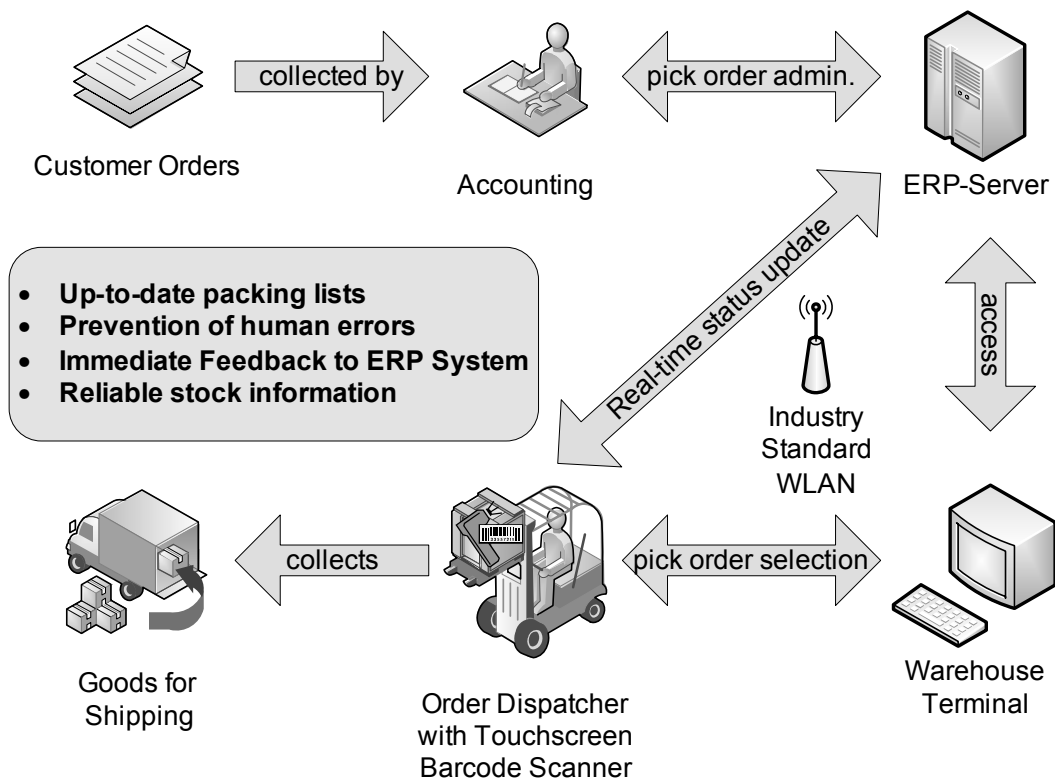 collected by
pick order admin.
Customer Orders
Accounting
ERP-Server
• Up-to-date packing lists
• Prevention of human errors
• Immediate Feedback to ERP System
• Reliable stock information
Real-time status update
access
Industry
Standard
WLAN
collects
pick order selection
Goods for
Shipping
Order Dispatcher
with Touchscreen
Barcode Scanner
Warehouse
Terminal